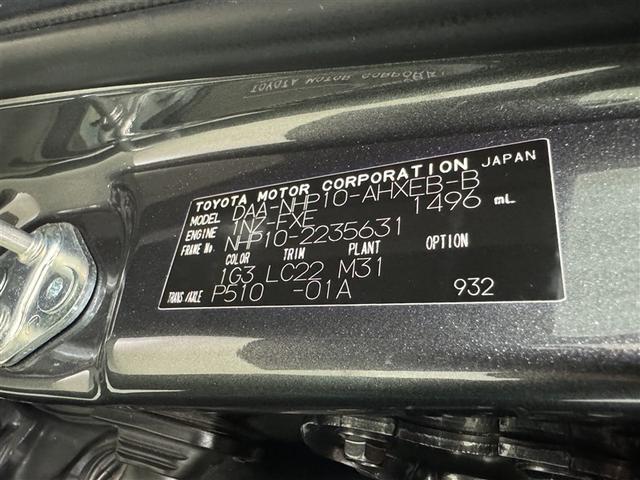 TOYOTA MOTOR CORPORATION JAPAN
MODEL DAA-NHP10-AHXEB-B
ENGINE 1NZ-FXE 1496 mL
FRAME No. NHP10-2235631
COLOR TRIM PLANT OPTION
1G3 LC22 M31
TRANS./AXLE P510 -01A 932